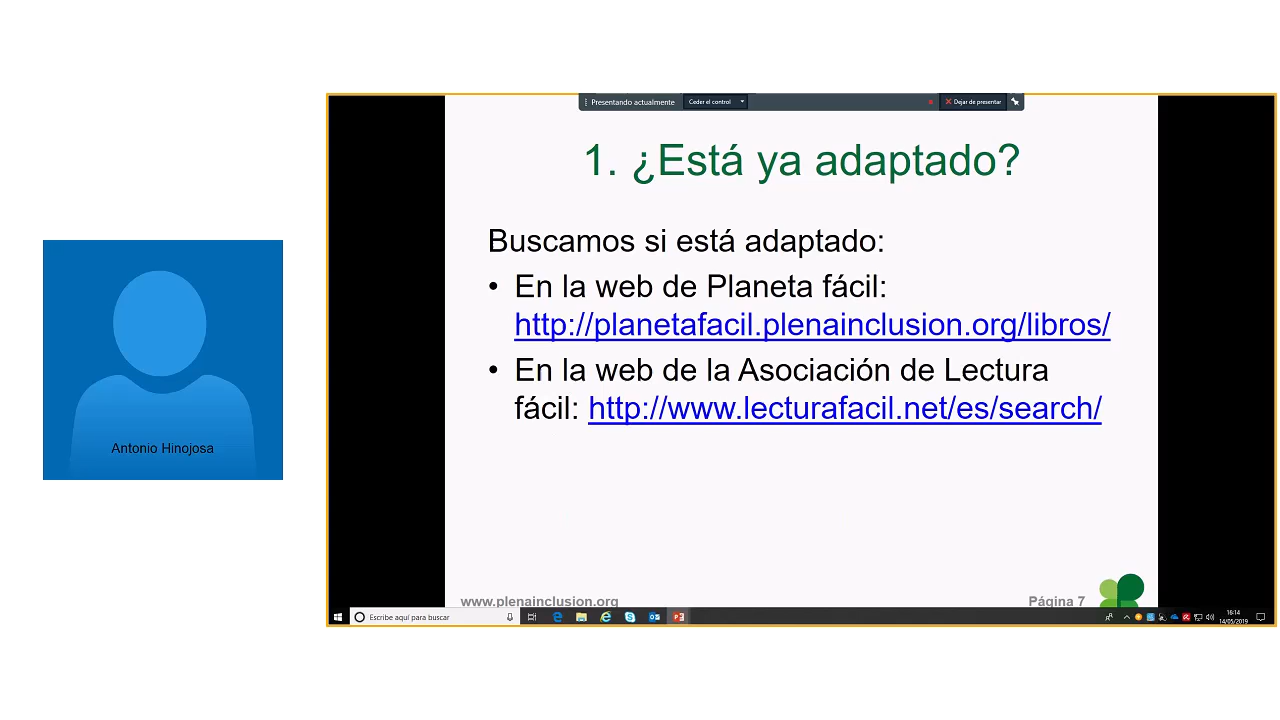 Presentando actualmente
Ceder el control
Dejar de presentar
1. ¿Está ya adaptado?
Buscamos si está adaptado:
• En la web de Planeta fácil:
http://planetafacil.plenainclusion.org/libros/
• En la web de la Asociación de Lectura
fácil: http://www.lecturafacil.net/es/search/
Antonio Hinojosa
www.plenainclusion.org
Página 7
Escribe aquí para buscar
16:14
14/05/2019